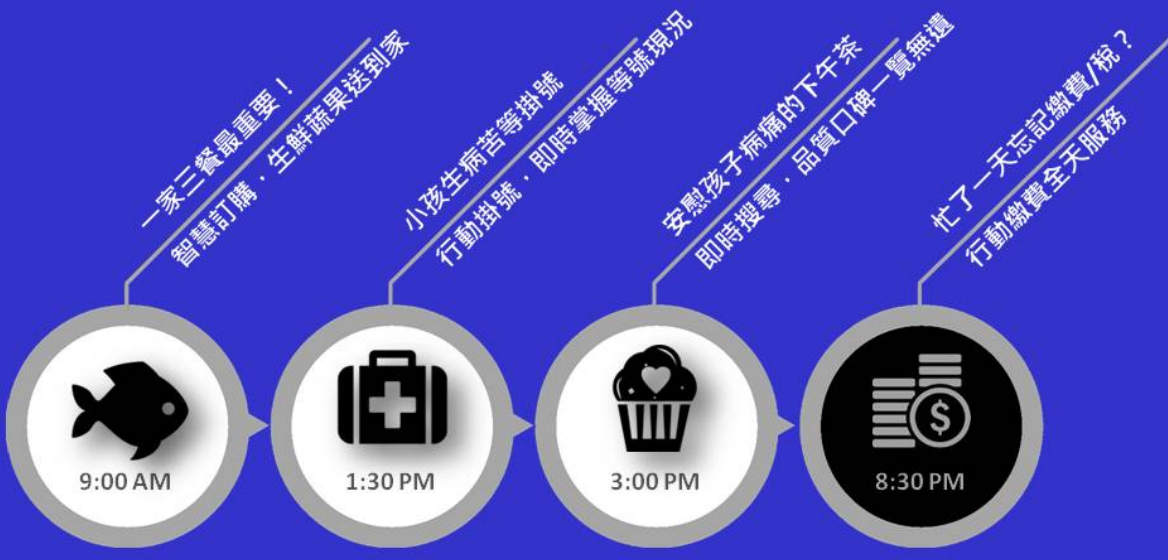 一家三餐最重要！
智慧訂購，生鮮蔬果送到家
9:00 AM
小孩生病苦等掛號
行動掛號，即時掌握等號現況
1:30 PM
安慰孩子病痛的下午茶
即時搜尋，品質口碑一覽無遺
3:00 PM
忙了一天忘記繳費/稅？
行動繳費全天服務
8:30 PM